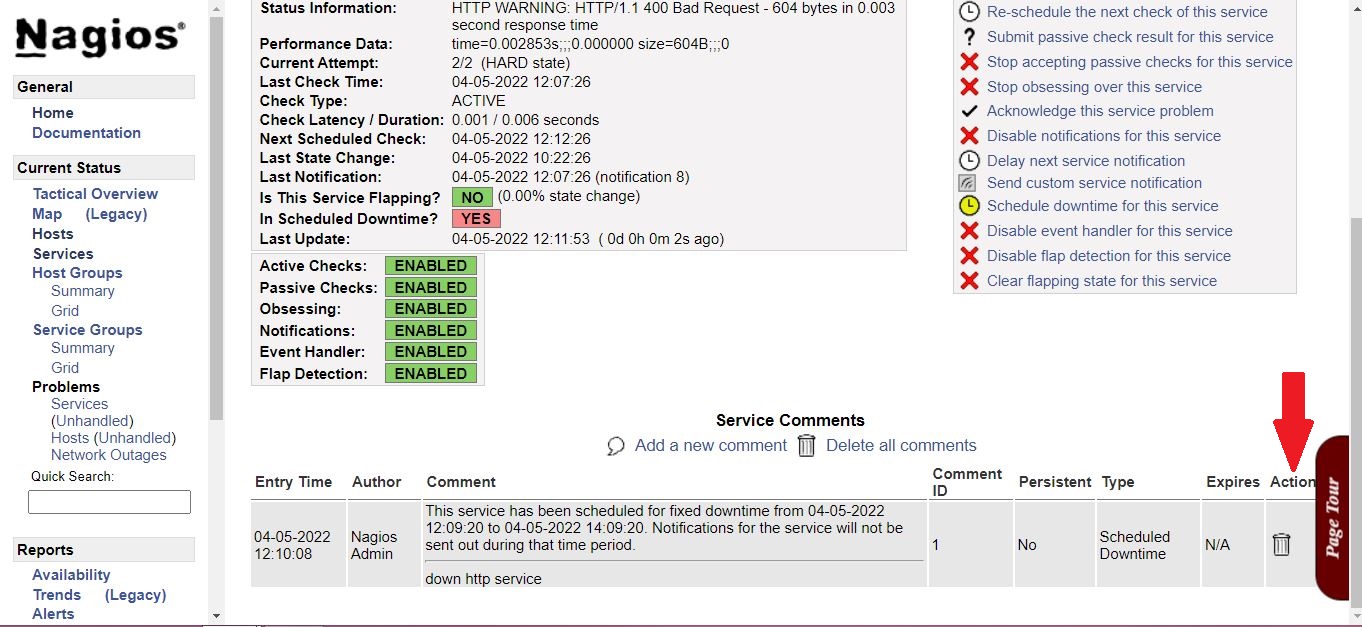 Nagios®
General
Home
Documentation
Current Status
Tactical Overview
Map (Legacy)
Hosts
Services
Host Groups
Summary
Grid
Service Groups
Summary
Grid
Problems
Services
(Unhandled)
Hosts (Unhandled)
Network Outages
Quick Search:
Reports
Availability
Trends (Legacy)
Alerts
Status Information: HTTP WARNING: HTTP/1.1 400 Bad Request - 604 bytes in 0.003
second response time
Performance Data: time=0.002853s;;;0.000000 size=604B;;;0
Current Attempt: 2/2 (HARD state)
Last Check Time: 04-05-2022 12:07:26
Check Type: ACTIVE
Check Latency / Duration: 0.001 / 0.006 seconds
Next Scheduled Check: 04-05-2022 12:12:26
Last State Change: 04-05-2022 10:22:26
Last Notification: 04-05-2022 12:07:26 (notification 8)
Is This Service Flapping? NO (0.00% state change)
In Scheduled Downtime? YES
Last Update: 04-05-2022 12:11:53 ( 0d 0h 0m 2s ago)
Active Checks: ENABLED
Passive Checks: ENABLED
Obsessing: ENABLED
Notifications: ENABLED
Event Handler: ENABLED
Flap Detection: ENABLED
Re-schedule the next check of this service
? Submit passive check result for this service
Stop accepting passive checks for this service
Stop obsessing over this service
Acknowledge this service problem
Disable notifications for this service
Delay next service notification
Send custom service notification
Schedule downtime for this service
Disable event handler for this service
Disable flap detection for this service
Clear flapping state for this service
Service Comments
Add a new comment Delete all comments
Entry Time Author Comment Comment ID Persistent Type Expires Action
04-05-2022
12:10:08
Nagios
Admin
This service has been scheduled for fixed downtime from 04-05-2022
12:09:20 to 04-05-2022 14:09:20. Notifications for the service will not be
sent out during that time period.
down http service
1
No
Scheduled
Downtime
N/A
Page Tour